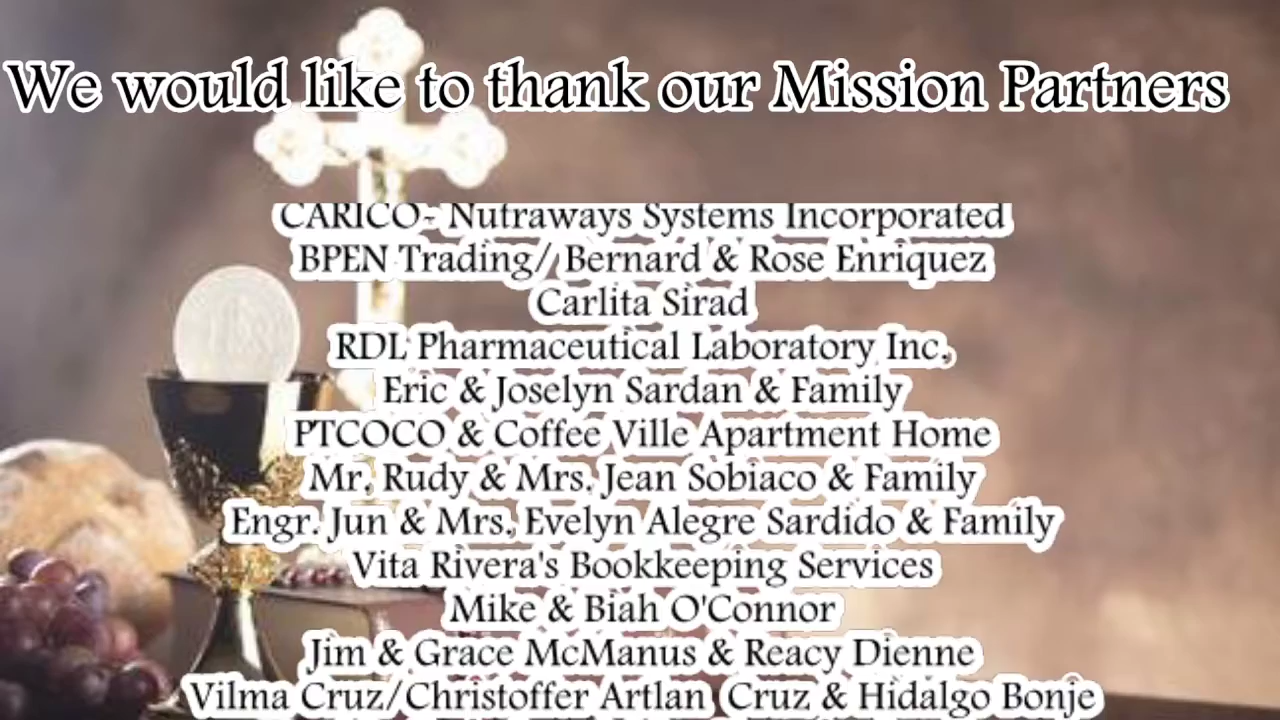 We would like to thank our Mission Partners
CARICO- Nutraways Systems Incorporated
BPEN Trading/ Bernard & Rose Enriquez
Carlita Sirad
RDL Pharmaceutical Laboratory Inc,
Eric & Joselyn Sardan & Family
PTCOCO & Coffee Ville Apartment Home
Mr. Rudy & Mrs. Jean Sobiaco & Family
Engr. Jun & Mrs. Evelyn Alegre Sardido & Family
Vita Rivera's Bookkeeping Services
Mike & Biah O'Connor
Jim & Grace McManus & Reacy Dienne
Vilma Cruz/Christoffer Artlan Cruz & Hidalgo Bonje